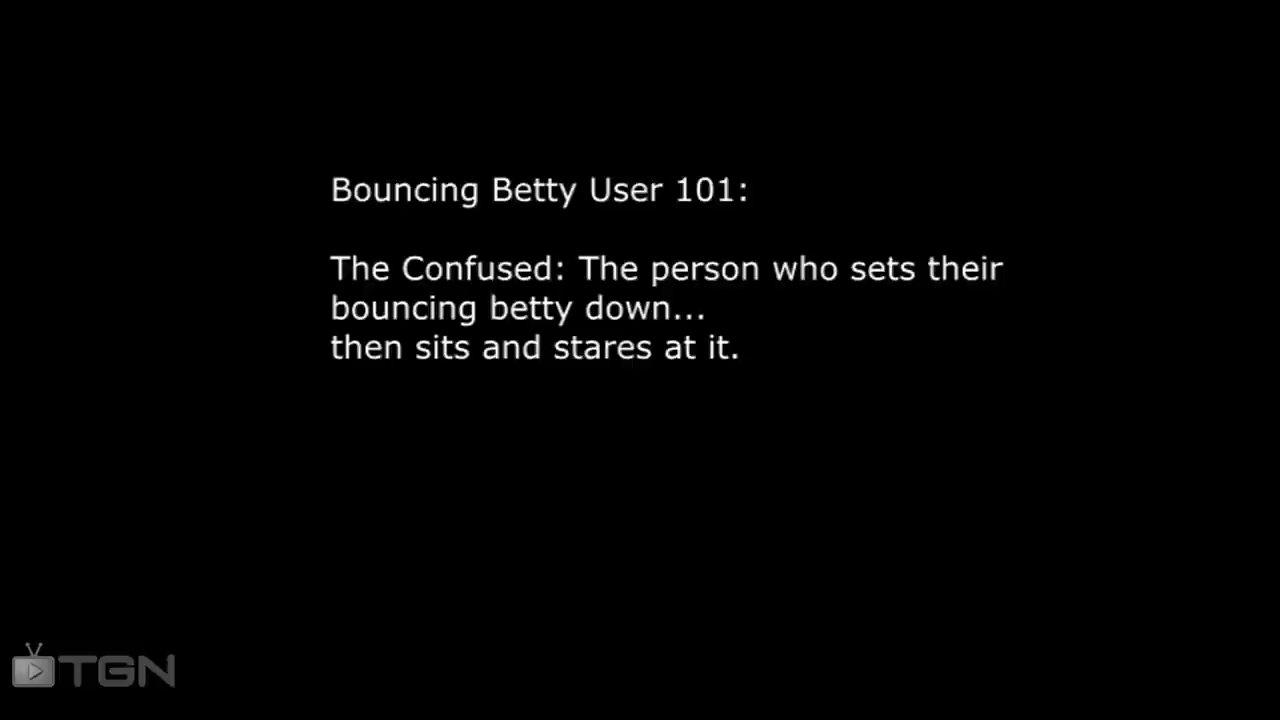 Bouncing Betty User 101:
The Confused: The person who sets their
bouncing betty down...
then sits and stares at it.
TGN